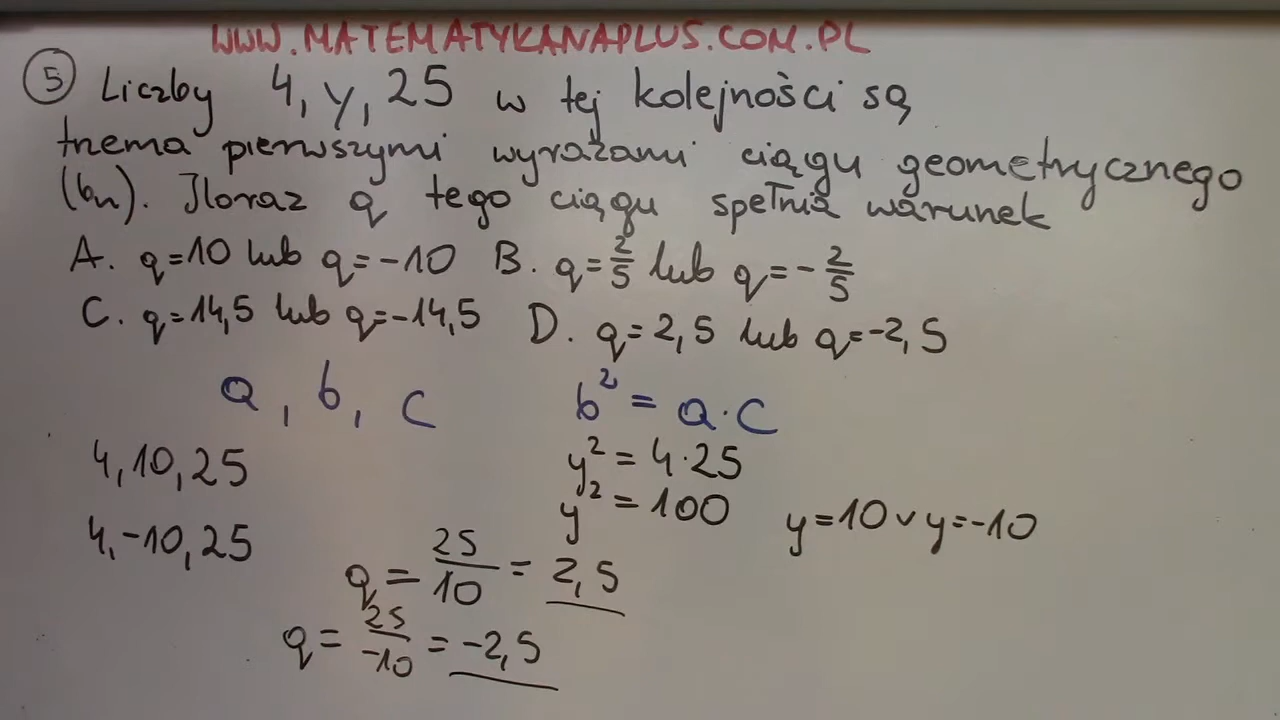 WWW.MATEMATYKANAPLUS.COM.PL
5 Liczby 4, y, 25 w tej kolejności są
trzema pierwszymi wyrazami ciągu geometrycznego
(bn). Iloraz q tego ciągu spełnia warunek
A. q=10 lub q=-10 B. q=2/5 lub q=-2/5
C. q=14,5 lub q=-14,5 D. q=2,5 lub q=-2,5
a, b, c b² = a·c
4, 10, 25 y² = 4·25
y² = 100 y=10 ∨ y=-10
4, -10, 25
q = 25/10 = 2,5
q = 25/-10 = -2,5